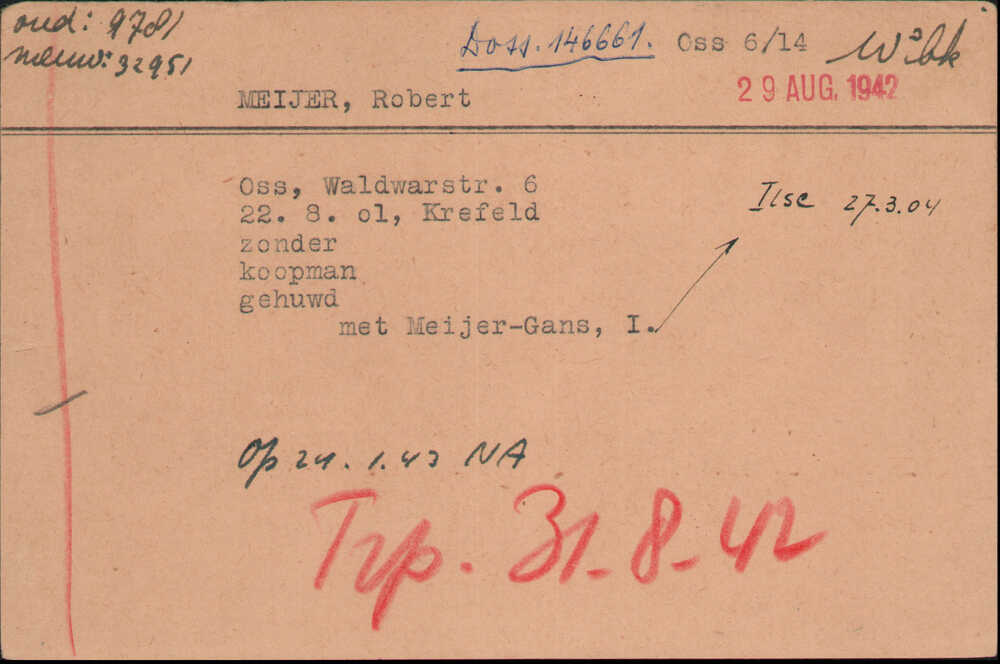 oud: 9781
nieuw: 32951
Doss. 146661. Oss 6/14
29 AUG. 1942
MEIJER, Robert
Oss, Waldwarstr. 6
22. 8. o1, Krefeld
Ilse 27.3.04
zonder
koopman
gehuwd
met Meijer-Gans, I.
Op 24.1.43 NA
Trp. 31-8-42